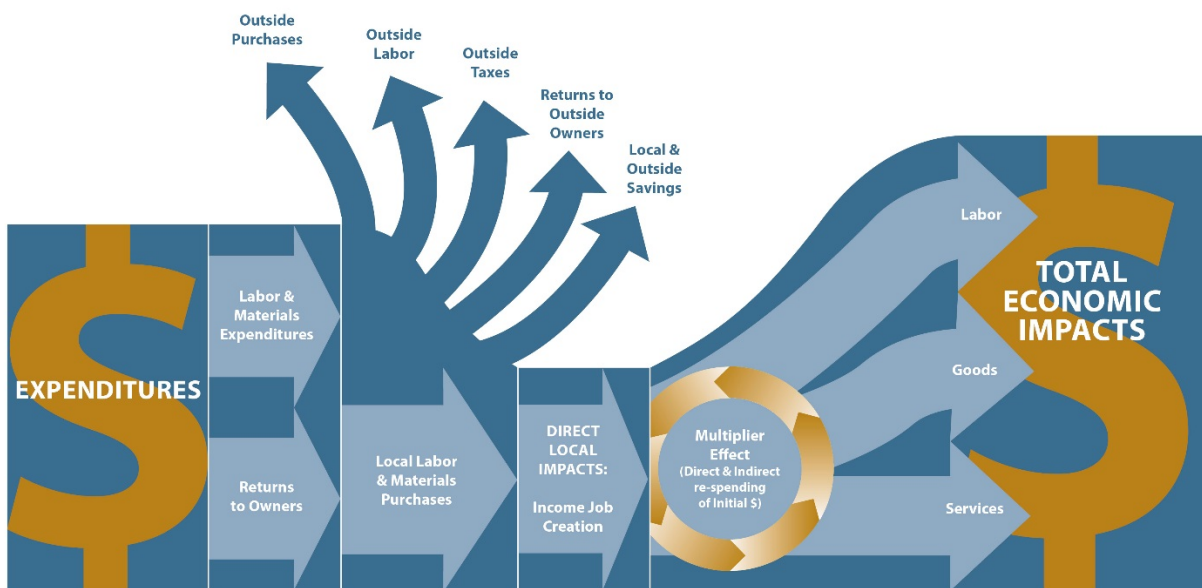 Outside
Purchases
Outside
Labor
Outside
Taxes
Returns to
Outside
Owners
Local &
Outside
Savings
EXPENDITURES
Labor &
Materials
Expenditures
Returns
to Owners
Local Labor
& Materials
Purchases
DIRECT
LOCAL
IMPACTS:
Income Job
Creation
Multiplier
Effect
(Direct & Indirect
re-spending
of Initial $)
Labor
Goods
Services
TOTAL
ECONOMIC
IMPACTS